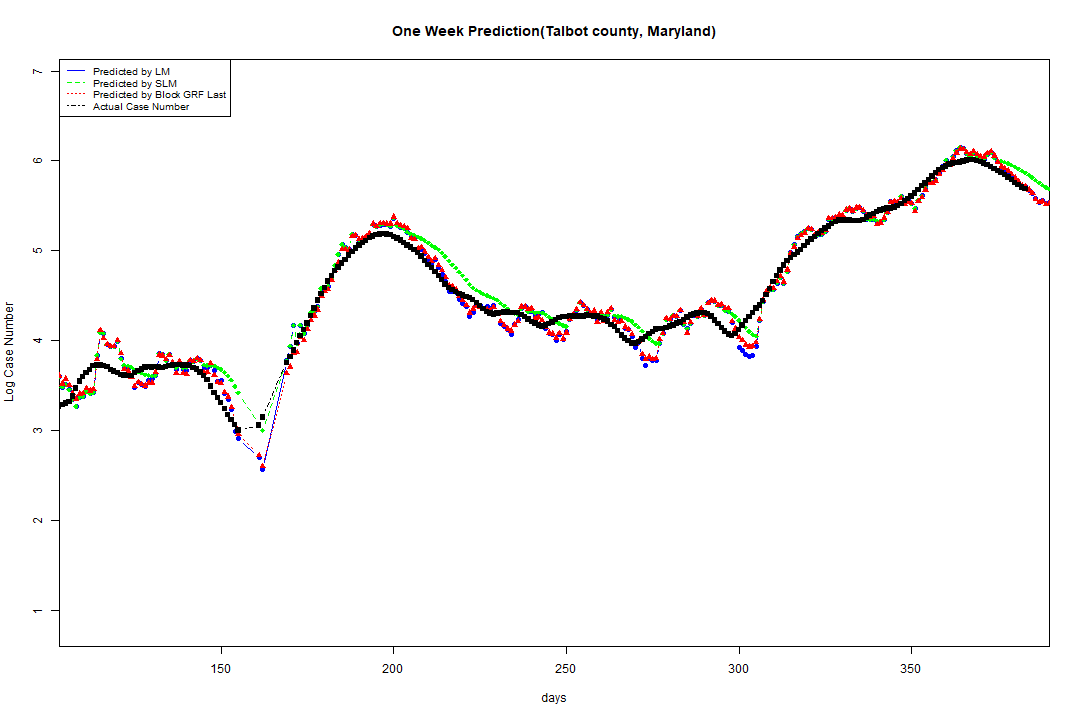 One Week Prediction(Talbot county, Maryland)
Predicted by LM
Predicted by SLM
Predicted by Block GRF Last
Actual Case Number
Log Case Number
7
6
5
4
3
2
1
150 200 250 300 350
days